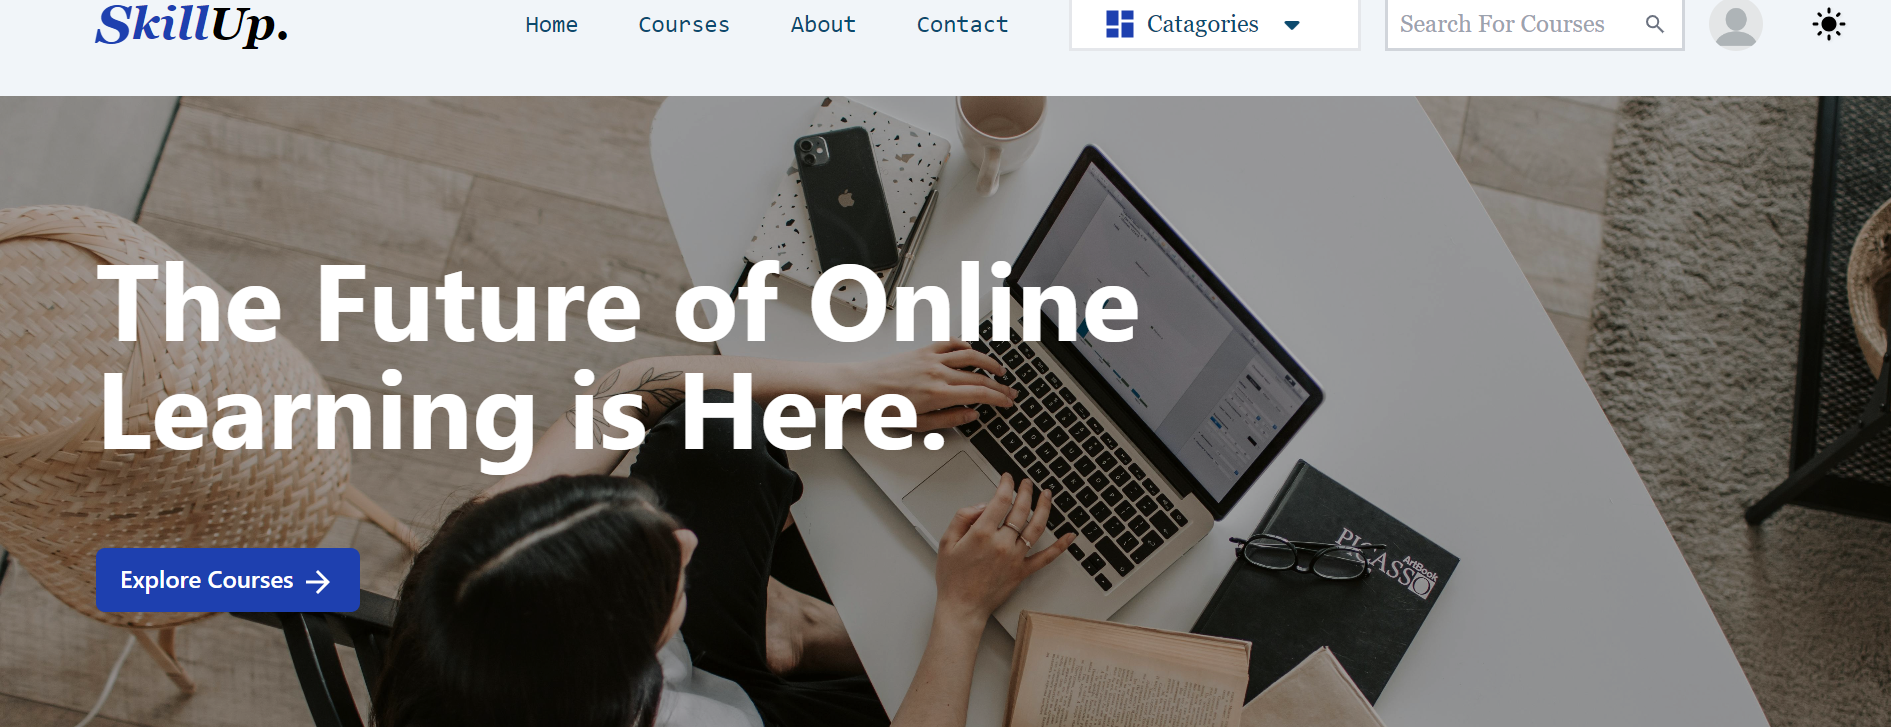 SkillUp.
Home
Courses
About
Contact
Catagories
Search For Courses
The Future of Online
Learning is Here.
Explore Courses
PICASSO
ArtBook